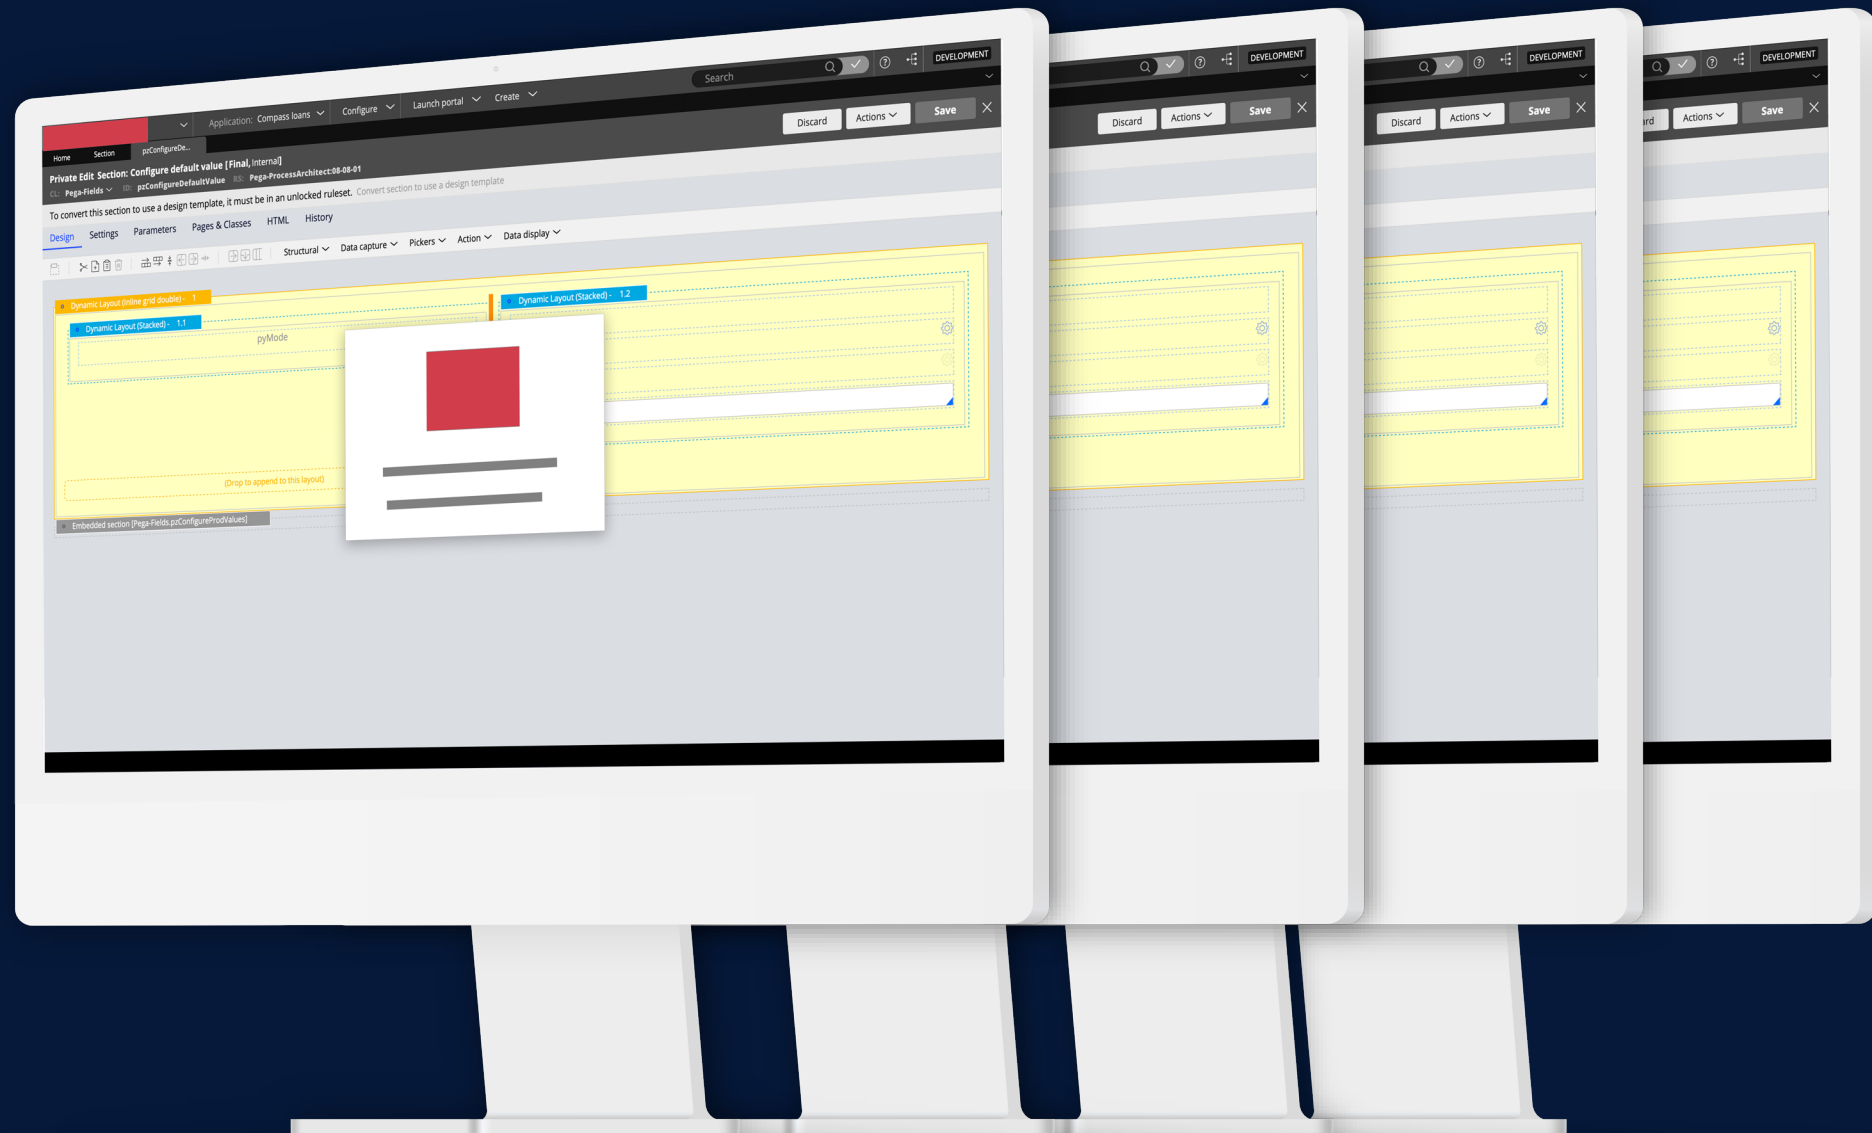 Search
DEVELOPMENT
Application: Compass loans
Configure
Launch portal
Create
Home
Section
pzConfigureDe...
Discard
Actions
Save
Private Edit Section: Configure default value [Final, Internal]
CL: Pega-Fields ID: pzConfigureDefaultValue RS: Pega-ProcessArchitect:08-08-01
To convert this section to use a design template, it must be in an unlocked ruleset. Convert section to use a design template
Design
Settings
Parameters
Pages & Classes
HTML
History
Structural
Data capture
Pickers
Action
Data display
Dynamic Layout (Inline grid double) - 1
Dynamic Layout (Stacked) - 1.1
pyMode
Dynamic Layout (Stacked) - 1.2
(Drop to append to this layout)
Embedded section [Pega-Fields.pzConfigureProdValues]
DEVELOPMENT
Discard
Actions
Save
DEVELOPMENT
Discard
Actions
Save
DEVELOPMENT
ard
Actions
Save